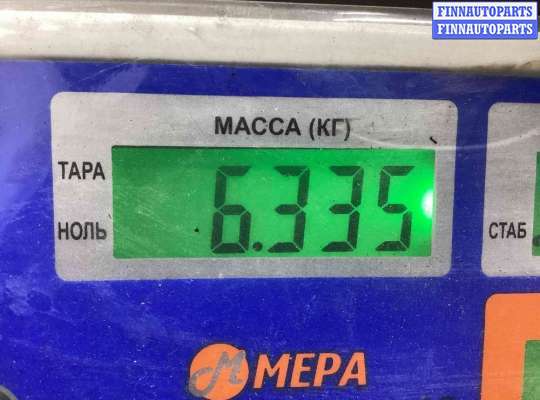 FINNAUTOPARTS
FINNAUTOPARTS
МАССА (КГ)
ТАРА
6.335
НОЛЬ
СТАБ
М МЕРА